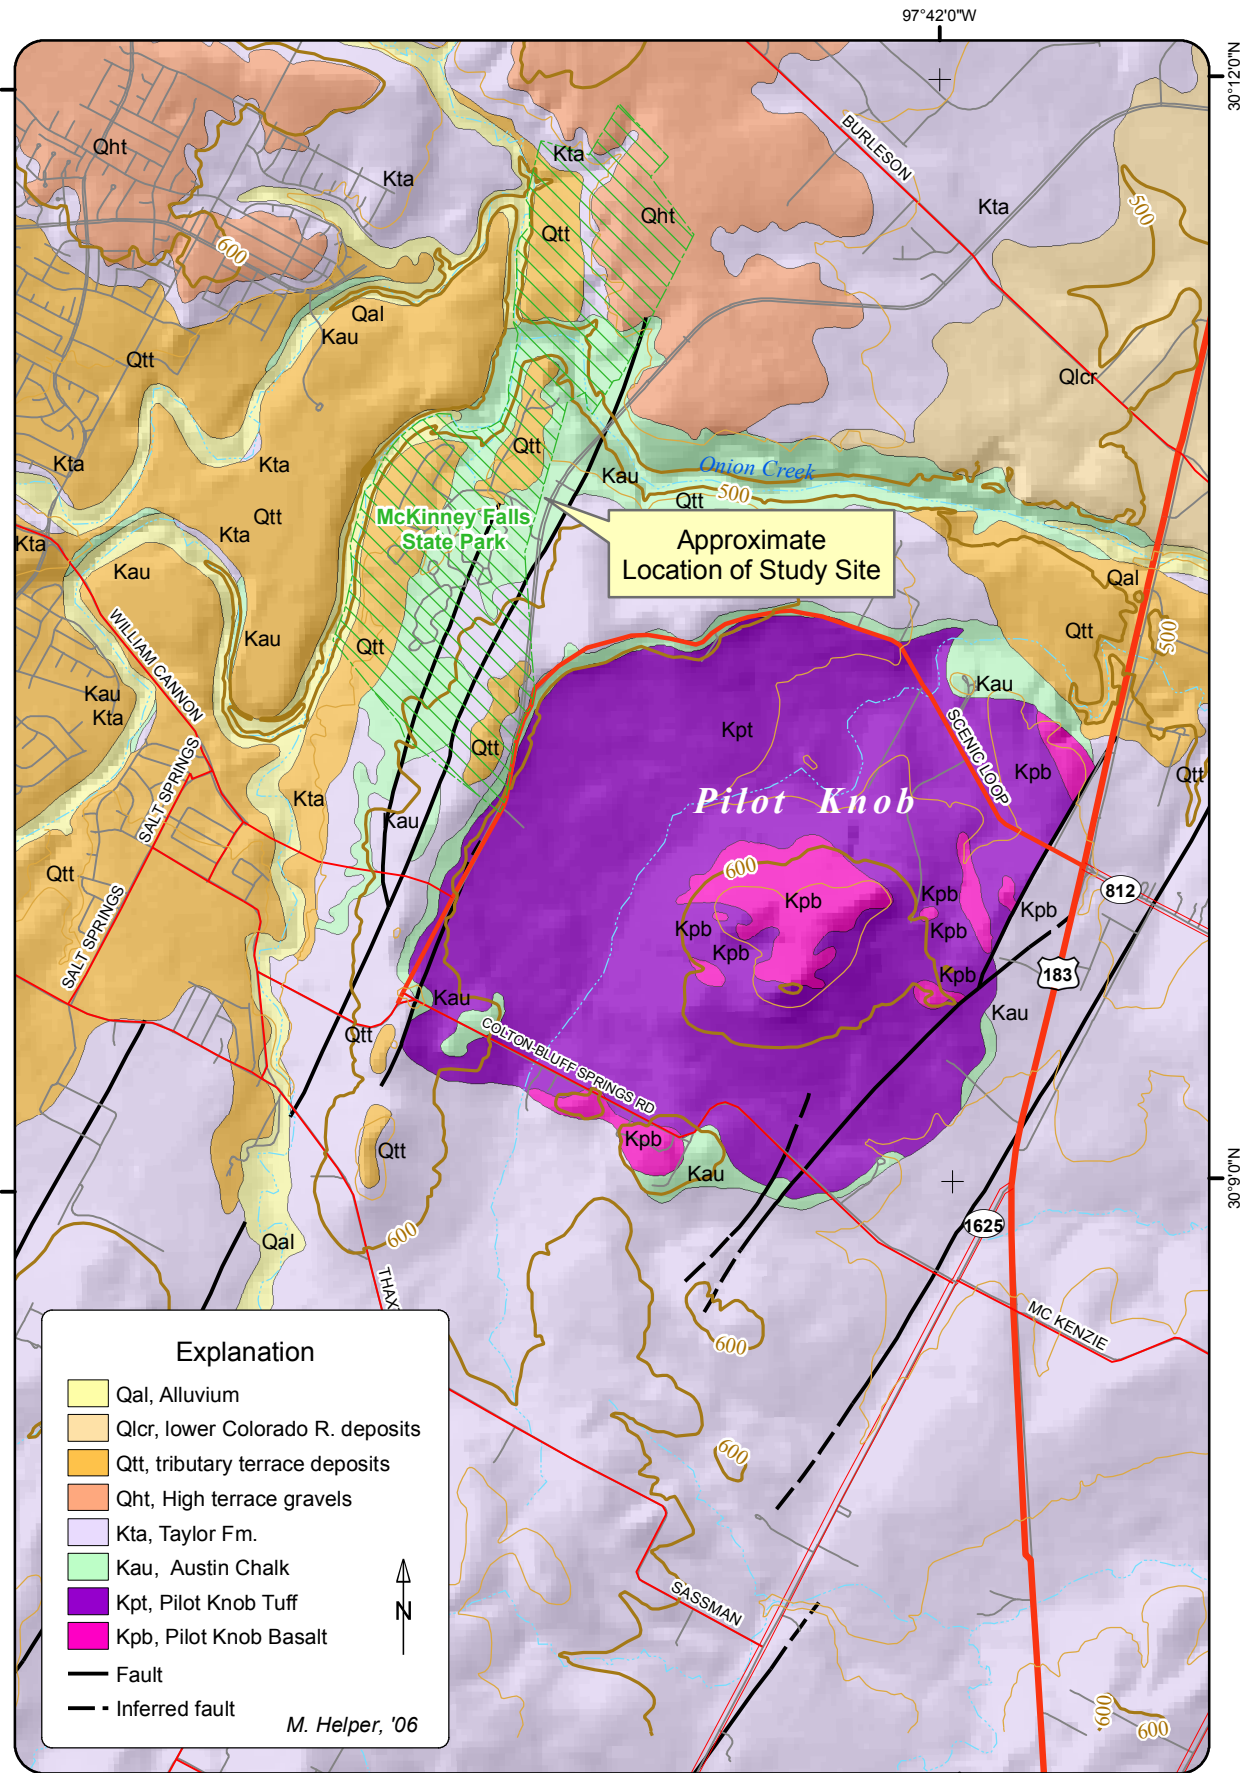 97°42'0"W
30°12'0"N
BURLESON
Qht
Kta
Kta
Kta
Qht
Kta
500
Qtt
600
Qal
Kau
Qtt
Qlcr
Kta
Kta
Qtt
Kau
Onion Creek
Qtt
500
Qtt
Kta
Kta
McKinney Falls
State Park
Approximate
Location of Study Site
Kau
Qal
WILLIAM CANNON
Kau
Qtt
Qtt
500
Kau
Kau
Kta
Kpt
SCENIC LOOP
Qtt
Kpb
Qtt
SALT SPRINGS
Kta
Pilot Knob
Kau
600
Qtt
Kpb
Kpb
Kpb
812
SALT SPRINGS
Kpb
Kpb
Kpb
Kpb
183
Kau
Kau
Qtt
COLTON-BLUFF SPRINGS RD
Kpb
Qtt
Kau
30°9'0"N
600
Qal
1625
THAX
MC KENZIE
600
600
SASSMAN
600
600
Explanation
Qal, Alluvium
Qlcr, lower Colorado R. deposits
Qtt, tributary terrace deposits
Qht, High terrace gravels
Kta, Taylor Fm.
Kau, Austin Chalk
Kpt, Pilot Knob Tuff
Kpb, Pilot Knob Basalt
N
Fault
Inferred fault
M. Helper, '06